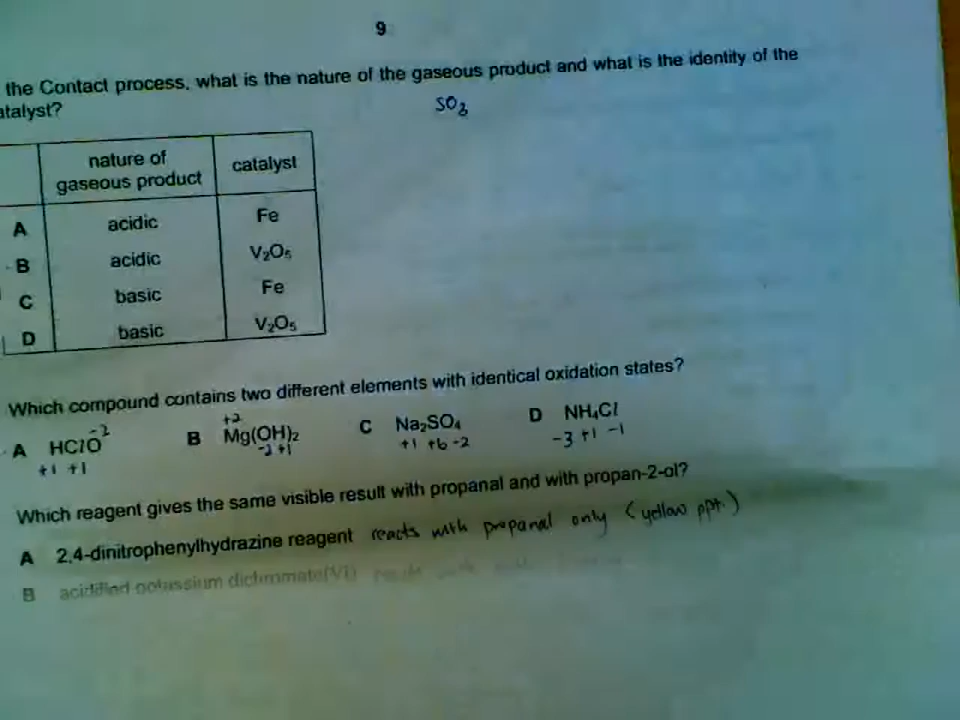 9
the Contact process, what is the nature of the gaseous product and what is the identity of the
atalyst?
SO3
nature of gaseous product catalyst
A acidic Fe
B acidic V2O5
C basic Fe
D basic V2O5
Which compound contains two different elements with identical oxidation states?
+2 -2
A HClO B Mg(OH)2 C Na2SO4 D NH4Cl
+1 +1 -2 +1 +1 +6 -2 -3 +1 -1
Which reagent gives the same visible result with propanal and with propan-2-ol?
A 2,4-dinitrophenylhydrazine reagent reacts with propanal only (yellow ppt.)
B acidified potassium dichromate(VI)